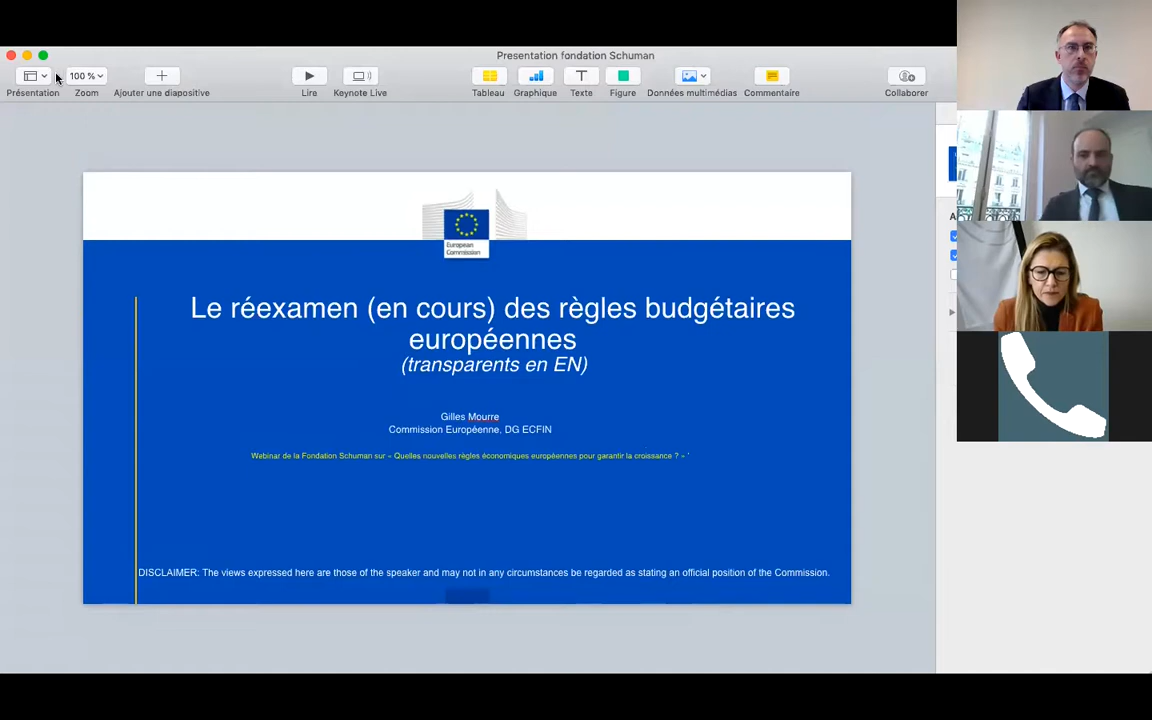 Presentation fondation Schuman
100 %
Présentation
Zoom
Ajouter une diapositive
Lire
Keynote Live
Tableau
Graphique
Texte
Figure
Données multimédias
Commentaire
Collaborer
European
Commission
Le réexamen (en cours) des règles budgétaires
européennes
(transparents en EN)
Gilles Mourre
Commission Européenne, DG ECFIN
Webinar de la Fondation Schuman sur « Quelles nouvelles règles économiques européennes pour garantir la croissance ? » '
DISCLAIMER: The views expressed here are those of the speaker and may not in any circumstances be regarded as stating an official position of the Commission.